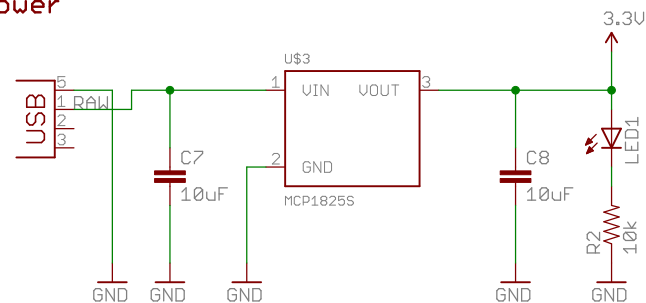 ower
3.3V
U$3
5
1 RAW
2
3
USB
1 VIN VOUT 3
2 GND
MCP1825S
C7
10uF
C8
10uF
LED1
R2
10k
GND
GND
GND
GND
GND